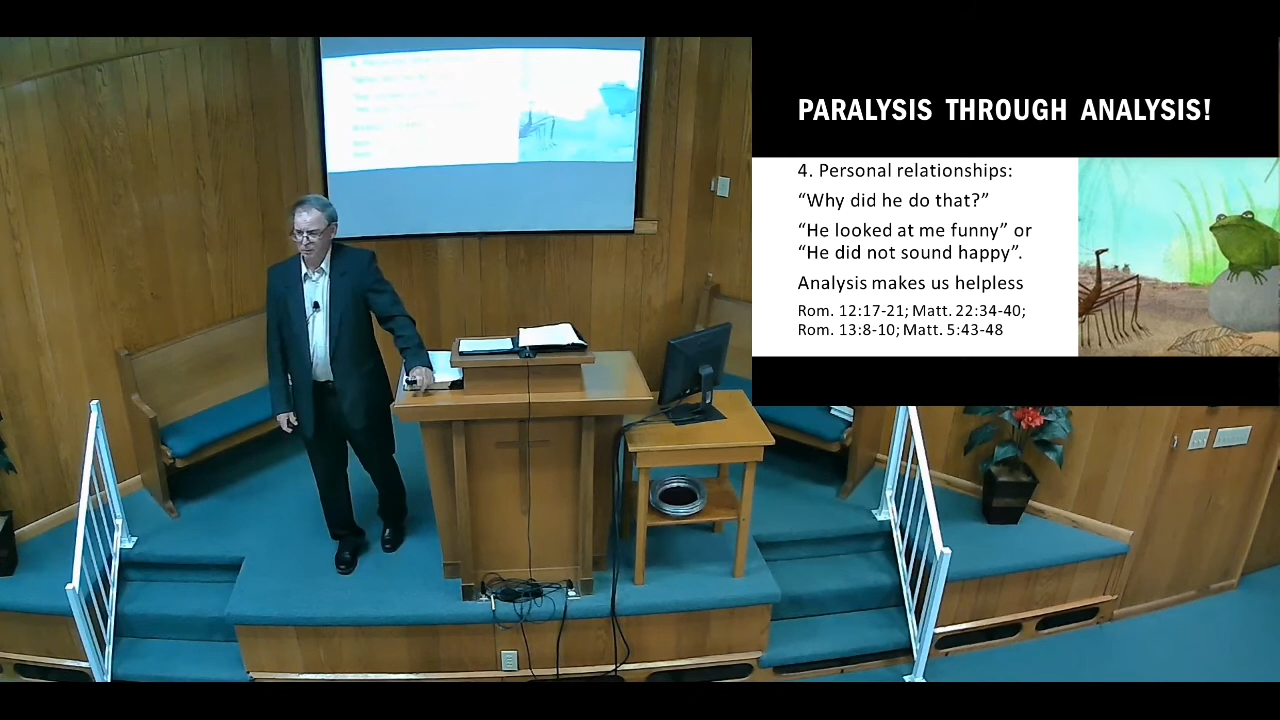 PARALYSIS THROUGH ANALYSIS!
4. Personal relationships:
“Why did he do that?”
“He looked at me funny” or
“He did not sound happy”.
Analysis makes us helpless
Rom. 12:17-21; Matt. 22:34-40;
Rom. 13:8-10; Matt. 5:43-48